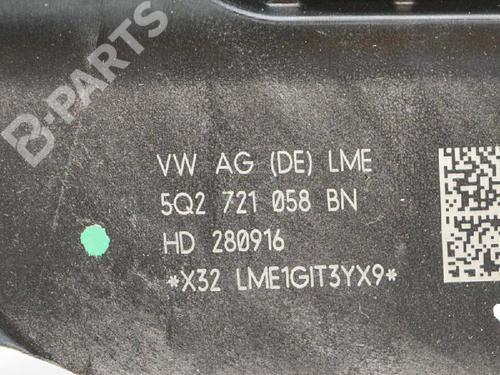 B-PARTS
VW AG (DE) LME
5Q2 721 058 BN
HD 280916
*X32 LME1GIT3YX9*